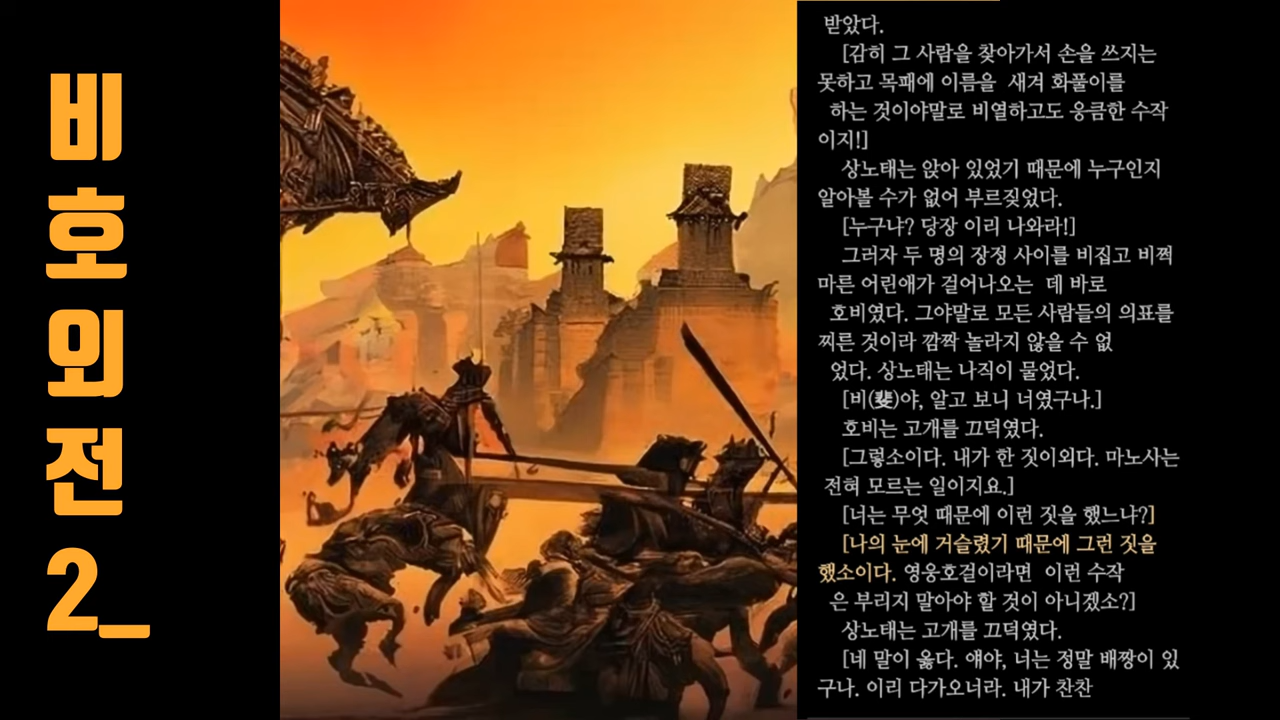 비
호
외
전
2_
받았다.
[감히 그 사람을 찾아가서 손을 쓰지는
못하고 목패에 이름을 새겨 화풀이를
하는 것이야말로 비열하고도 응큼한 수작
이지!]
상노태는 앉아 있었기 때문에 누구인지
알아볼 수가 없어 부르짖었다.
[누구냐? 당장 이리 나와라!]
그러자 두 명의 장정 사이를 비집고 비쩍
마른 어린애가 걸어나오는 데 바로
호비였다. 그야말로 모든 사람들의 의표를
찌른 것이라 깜짝 놀라지 않을 수 없
었다. 상노태는 나직이 물었다.
[비(斐)야, 알고 보니 너였구나.]
호비는 고개를 끄덕였다.
[그렇소이다. 내가 한 짓이외다. 마노사는
전혀 모르는 일이지요.]
[너는 무엇 때문에 이런 짓을 했느냐?]
[나의 눈에 거슬렸기 때문에 그런 짓을
했소이다. 영웅호걸이라면 이런 수작
은 부리지 말아야 할 것이 아니겠소?]
상노태는 고개를 끄덕였다.
[네 말이 옳다. 얘야, 너는 정말 배짱이 있
구나. 이리 다가오너라. 내가 찬찬